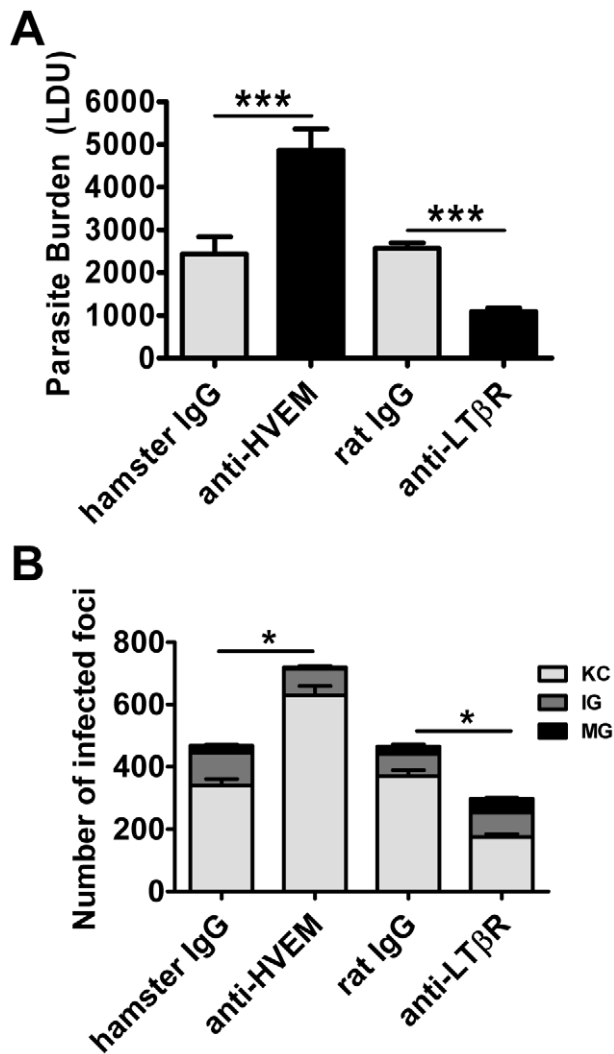 A
Parasite Burden (LDU)
6000
5000
4000
3000
2000
1000
0
***
***
hamster IgG
anti-HVEM
rat IgG
anti-LTβR
B
Number of infected foci
800
600
400
200
0
*
*
KC
IG
MG
hamster IgG
anti-HVEM
rat IgG
anti-LTβR